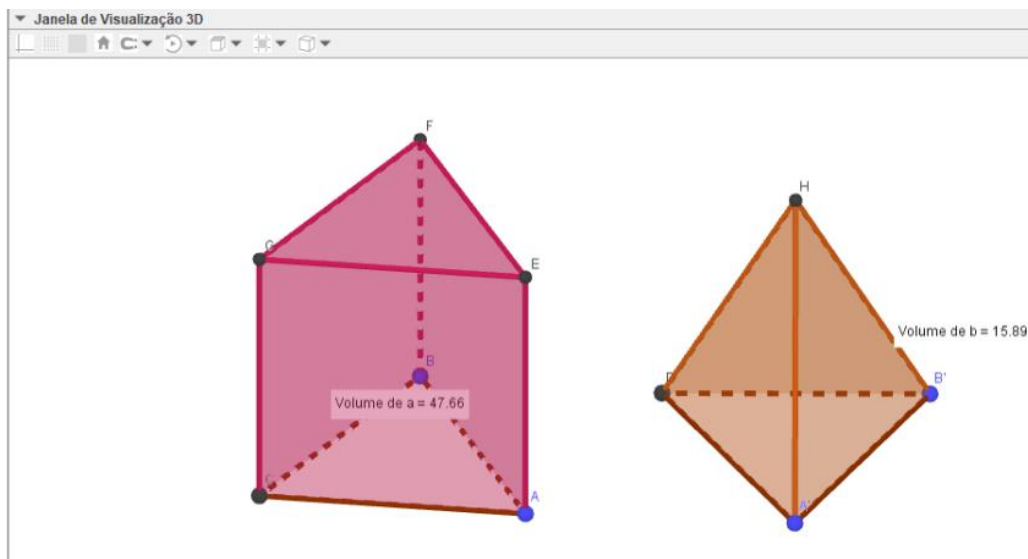 Janela de Visualização 3D
F
H
G
E
Volume de b = 15.89
B
D
B'
Volume de a = 47.66
C
A
A'